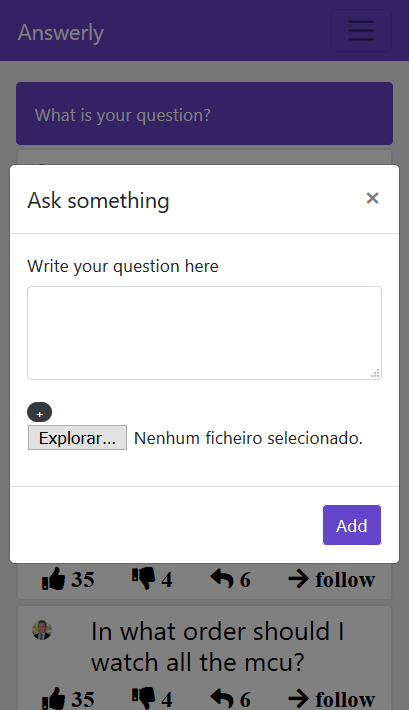 Answerly
What is your question?
Ask something
×
Write your question here
+
Explorar... Nenhum ficheiro selecionado.
Add
35 4 6 follow
In what order should I
watch all the mcu?
35 4 6 follow